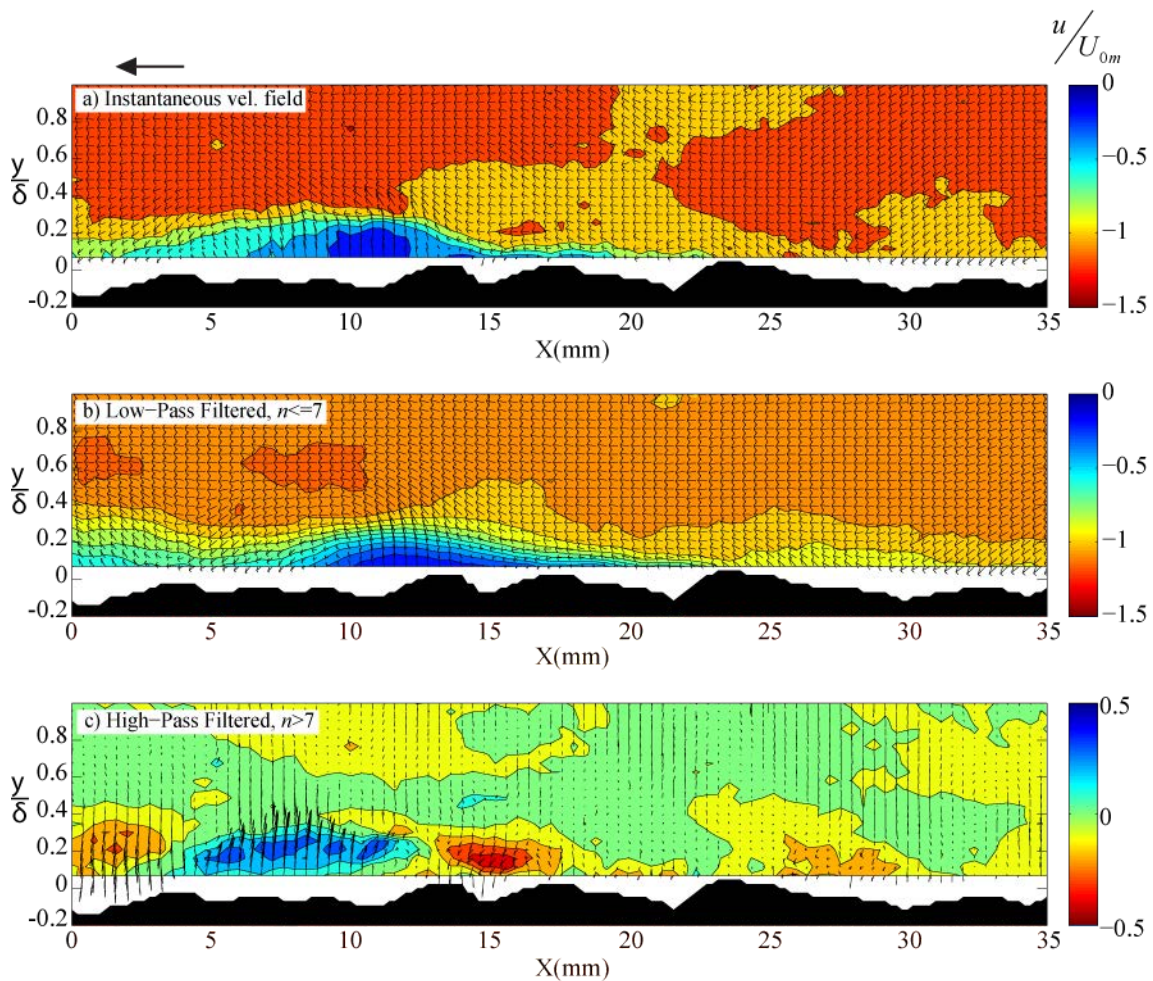 u/U0m
a) Instantaneous vel. field
0.8
0.6
0.4
0.2
0
-0.2
y/δ
0 5 10 15 20 25 30 35
X(mm)
0
−0.5
−1
−1.5
b) Low−Pass Filtered, n<=7
0.8
0.6
0.4
0.2
0
-0.2
y/δ
0 5 10 15 20 25 30 35
X(mm)
0
−0.5
−1
−1.5
c) High−Pass Filtered, n>7
0.8
0.6
0.4
0.2
0
-0.2
y/δ
0 5 10 15 20 25 30 35
X(mm)
0.5
0
−0.5